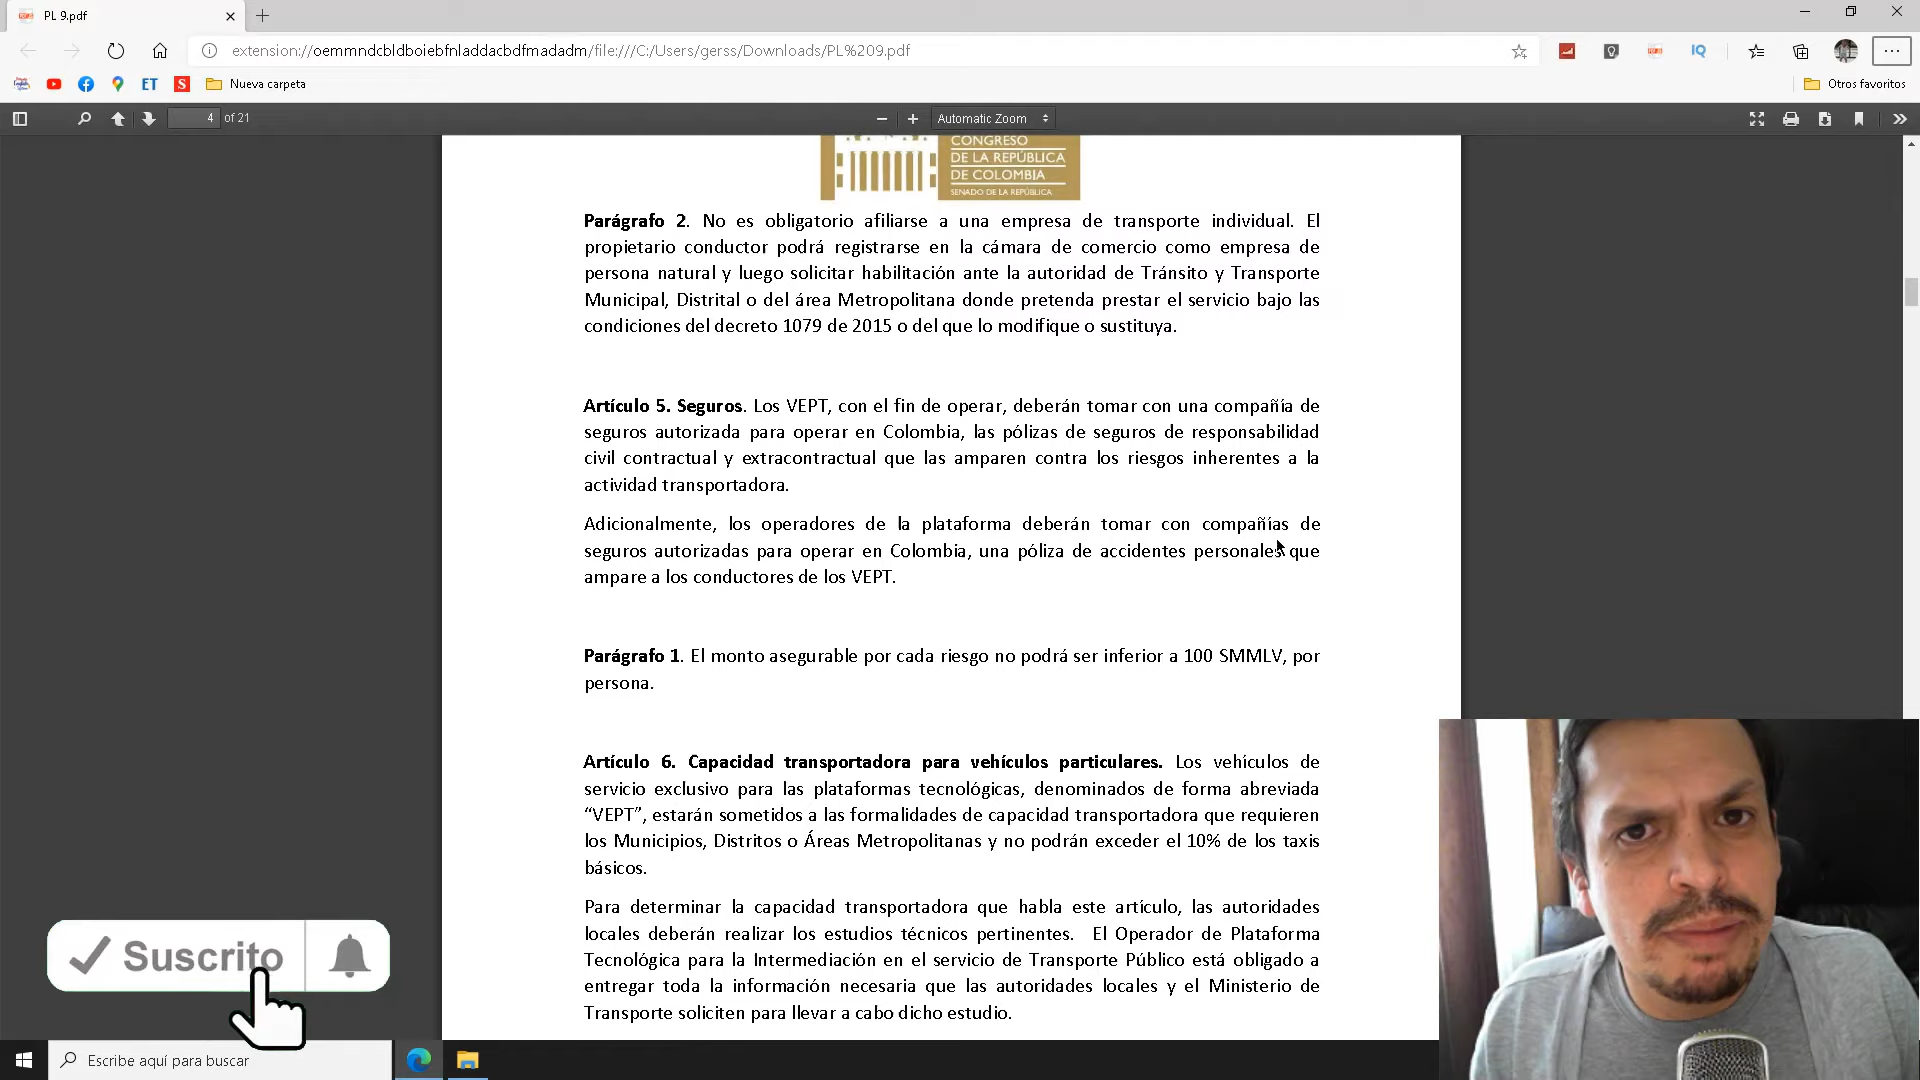 PL 9.pdf
extension://oemmndcbldboiebfnladdacbdfmadadm/file:///C:/Users/gerss/Downloads/PL%209.pdf
IQ
ET
S
Nueva carpeta
Otros favoritos
4 of 21
Automatic Zoom
CONGRESO
DE LA REPÚBLICA
DE COLOMBIA
SENADO DE LA REPÚBLICA
Parágrafo 2. No es obligatorio afiliarse a una empresa de transporte individual. El
propietario conductor podrá registrarse en la cámara de comercio como empresa de
persona natural y luego solicitar habilitación ante la autoridad de Tránsito y Transporte
Municipal, Distrital o del área Metropolitana donde pretenda prestar el servicio bajo las
condiciones del decreto 1079 de 2015 o del que lo modifique o sustituya.
Artículo 5. Seguros. Los VEPT, con el fin de operar, deberán tomar con una compañía de
seguros autorizada para operar en Colombia, las pólizas de seguros de responsabilidad
civil contractual y extracontractual que las amparen contra los riesgos inherentes a la
actividad transportadora.
Adicionalmente, los operadores de la plataforma deberán tomar con compañías de
seguros autorizadas para operar en Colombia, una póliza de accidentes personales que
ampare a los conductores de los VEPT.
Parágrafo 1. El monto asegurable por cada riesgo no podrá ser inferior a 100 SMMLV, por
persona.
Artículo 6. Capacidad transportadora para vehículos particulares. Los vehículos de
servicio exclusivo para las plataformas tecnológicas, denominados de forma abreviada
“VEPT”, estarán sometidos a las formalidades de capacidad transportadora que requieren
los Municipios, Distritos o Áreas Metropolitanas y no podrán exceder el 10% de los taxis
básicos.
Para determinar la capacidad transportadora que habla este artículo, las autoridades
locales deberán realizar los estudios técnicos pertinentes. El Operador de Plataforma
Tecnológica para la Intermediación en el servicio de Transporte Público está obligado a
entregar toda la información necesaria que las autoridades locales y el Ministerio de
Transporte soliciten para llevar a cabo dicho estudio.
Suscrito
Escribe aquí para buscar